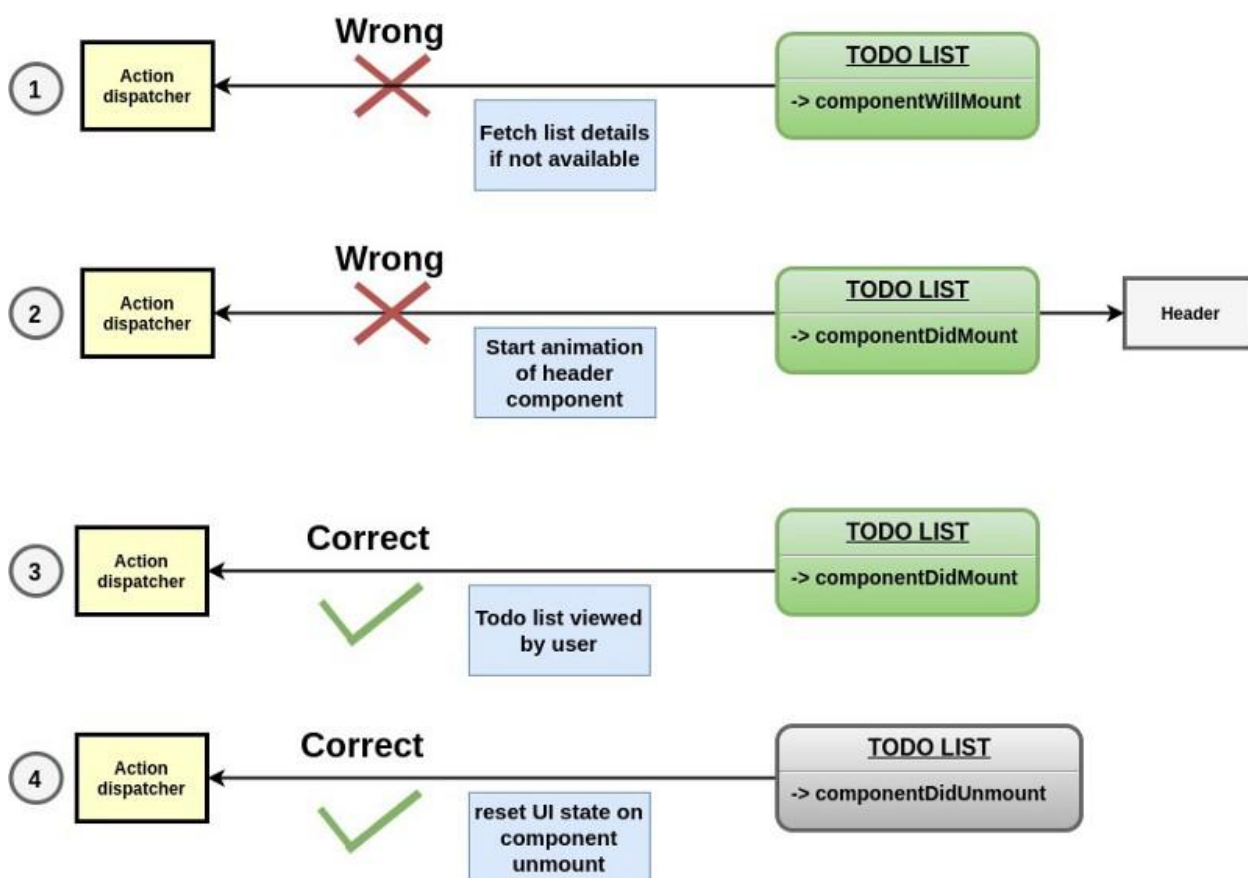 Wrong
1
Action
dispatcher
TODO LIST
-> componentWillMount
Fetch list details
if not available
Wrong
2
Action
dispatcher
TODO LIST
-> componentDidMount
Header
Start animation
of header
component
Correct
3
Action
dispatcher
TODO LIST
-> componentDidMount
Todo list viewed
by user
Correct
4
Action
dispatcher
TODO LIST
-> componentDidUnmount
reset UI state on
component
unmount